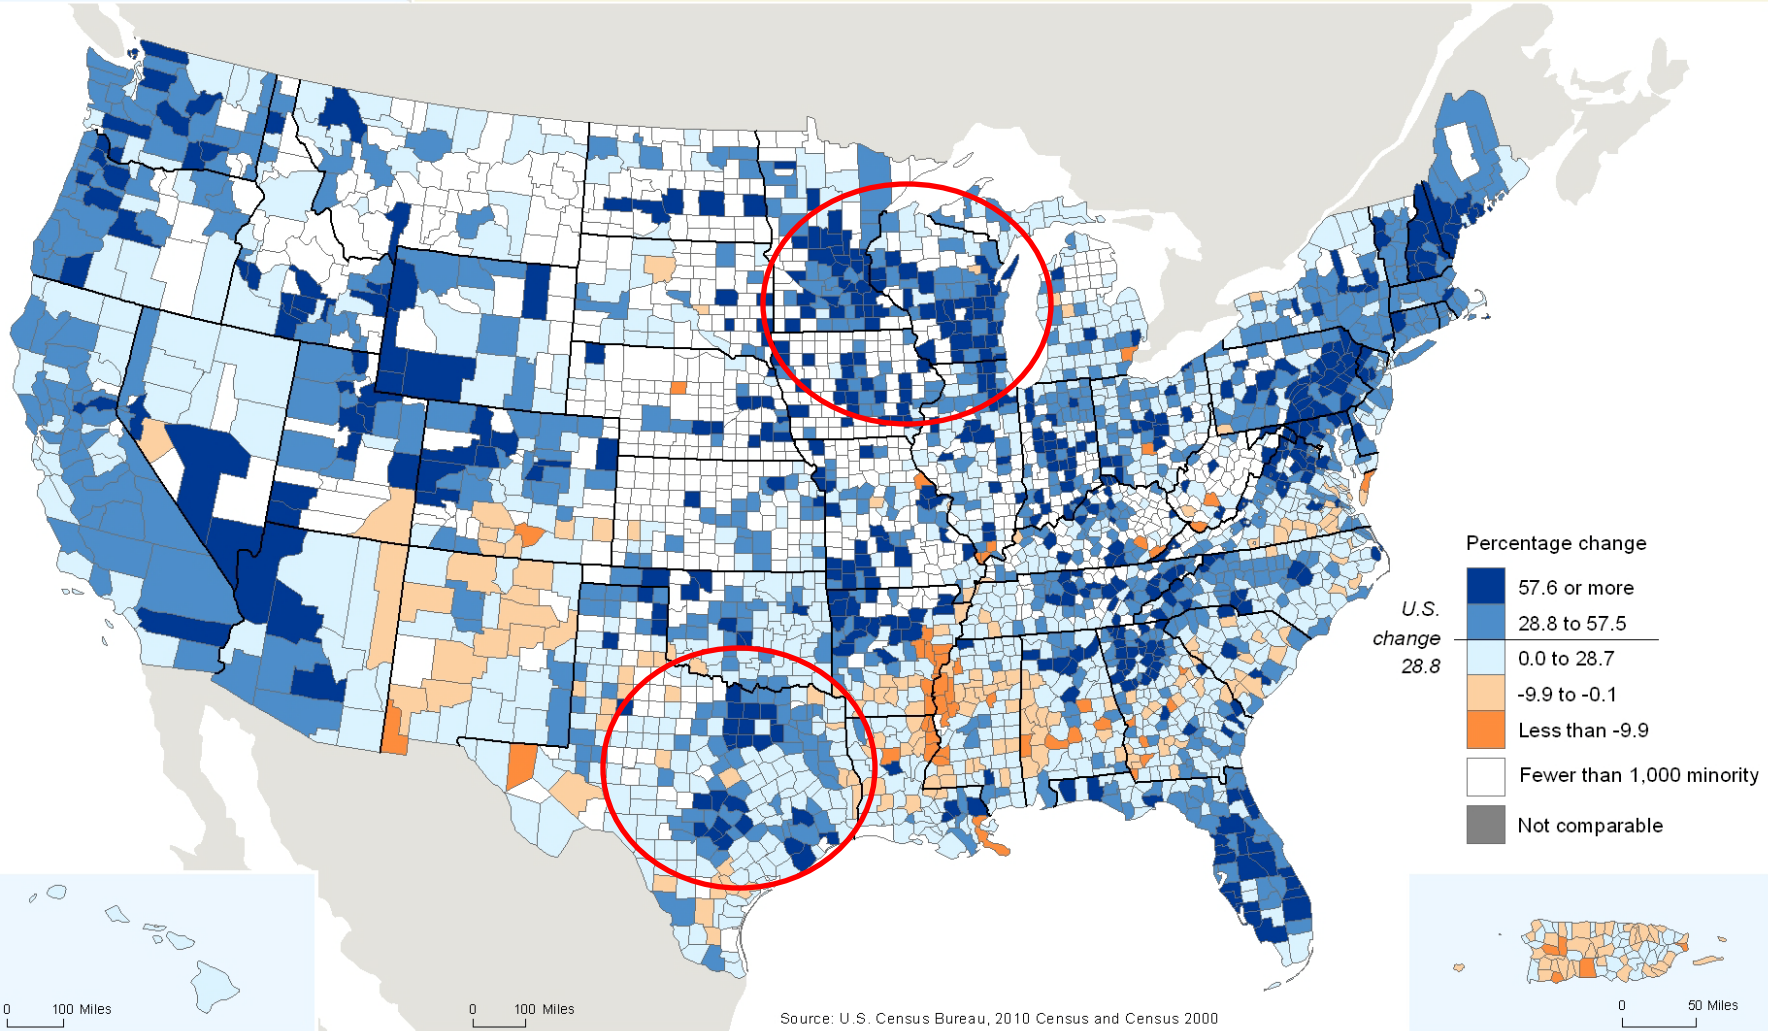 Percentage change
57.6 or more
28.8 to 57.5
U.S.
change
28.8
0.0 to 28.7
-9.9 to -0.1
Less than -9.9
Fewer than 1,000 minority
Not comparable
0 100 Miles
0 100 Miles
0 50 Miles
Source: U.S. Census Bureau, 2010 Census and Census 2000